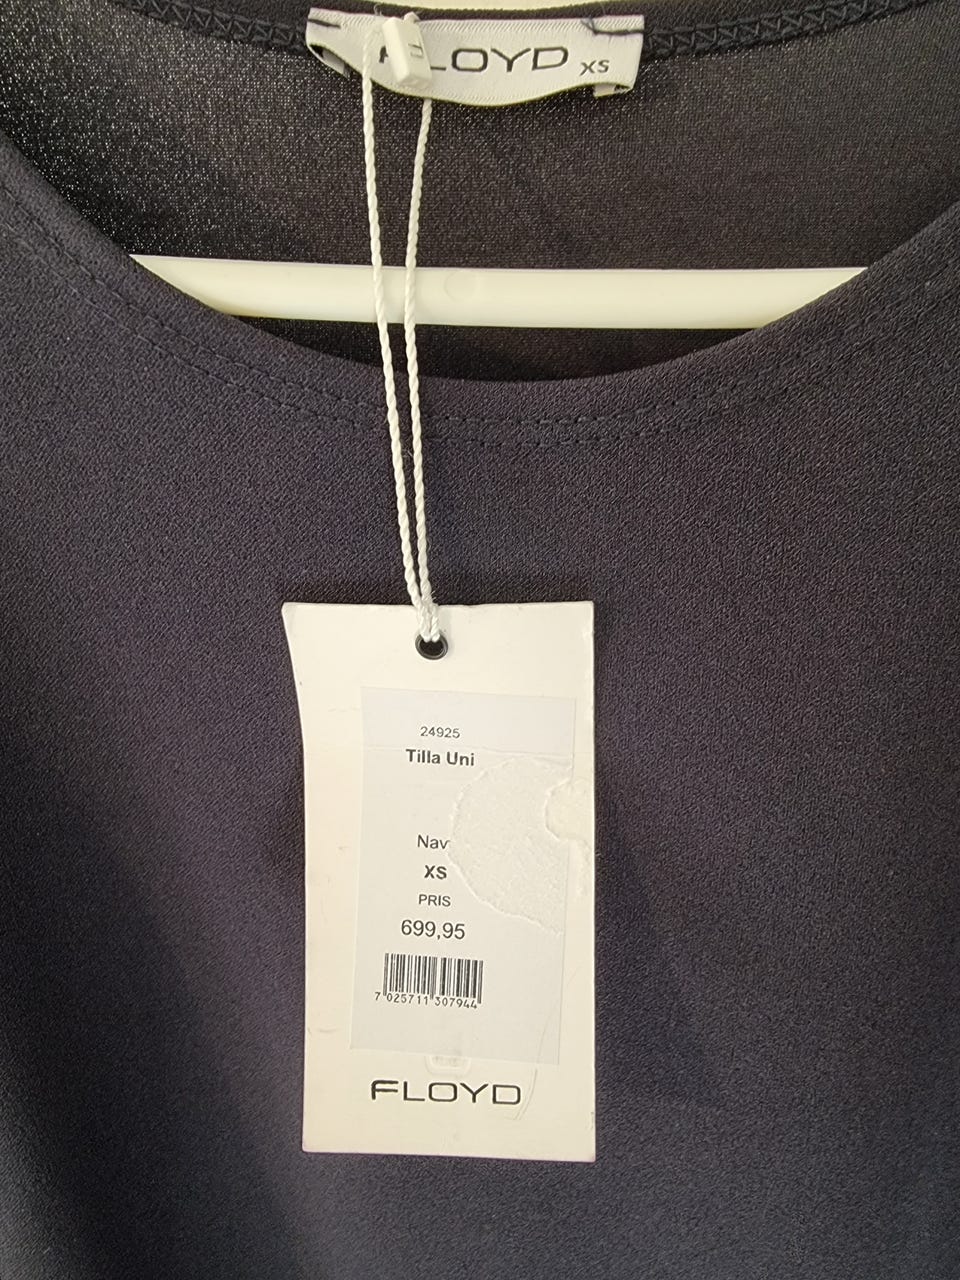 FLOYD XS
24925
Tilla Uni
Nav
XS
PRIS
699,95
7 025711 307944
FLOYD